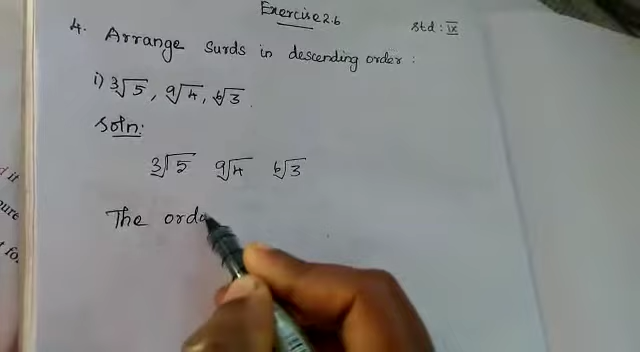 Exercise 2.6
std : IX
4. Arrange surds in descending order :
i) ∛5, ⁹√4, ⁶√3.
Soln:
∛5 ⁹√4 ⁶√3
The orde